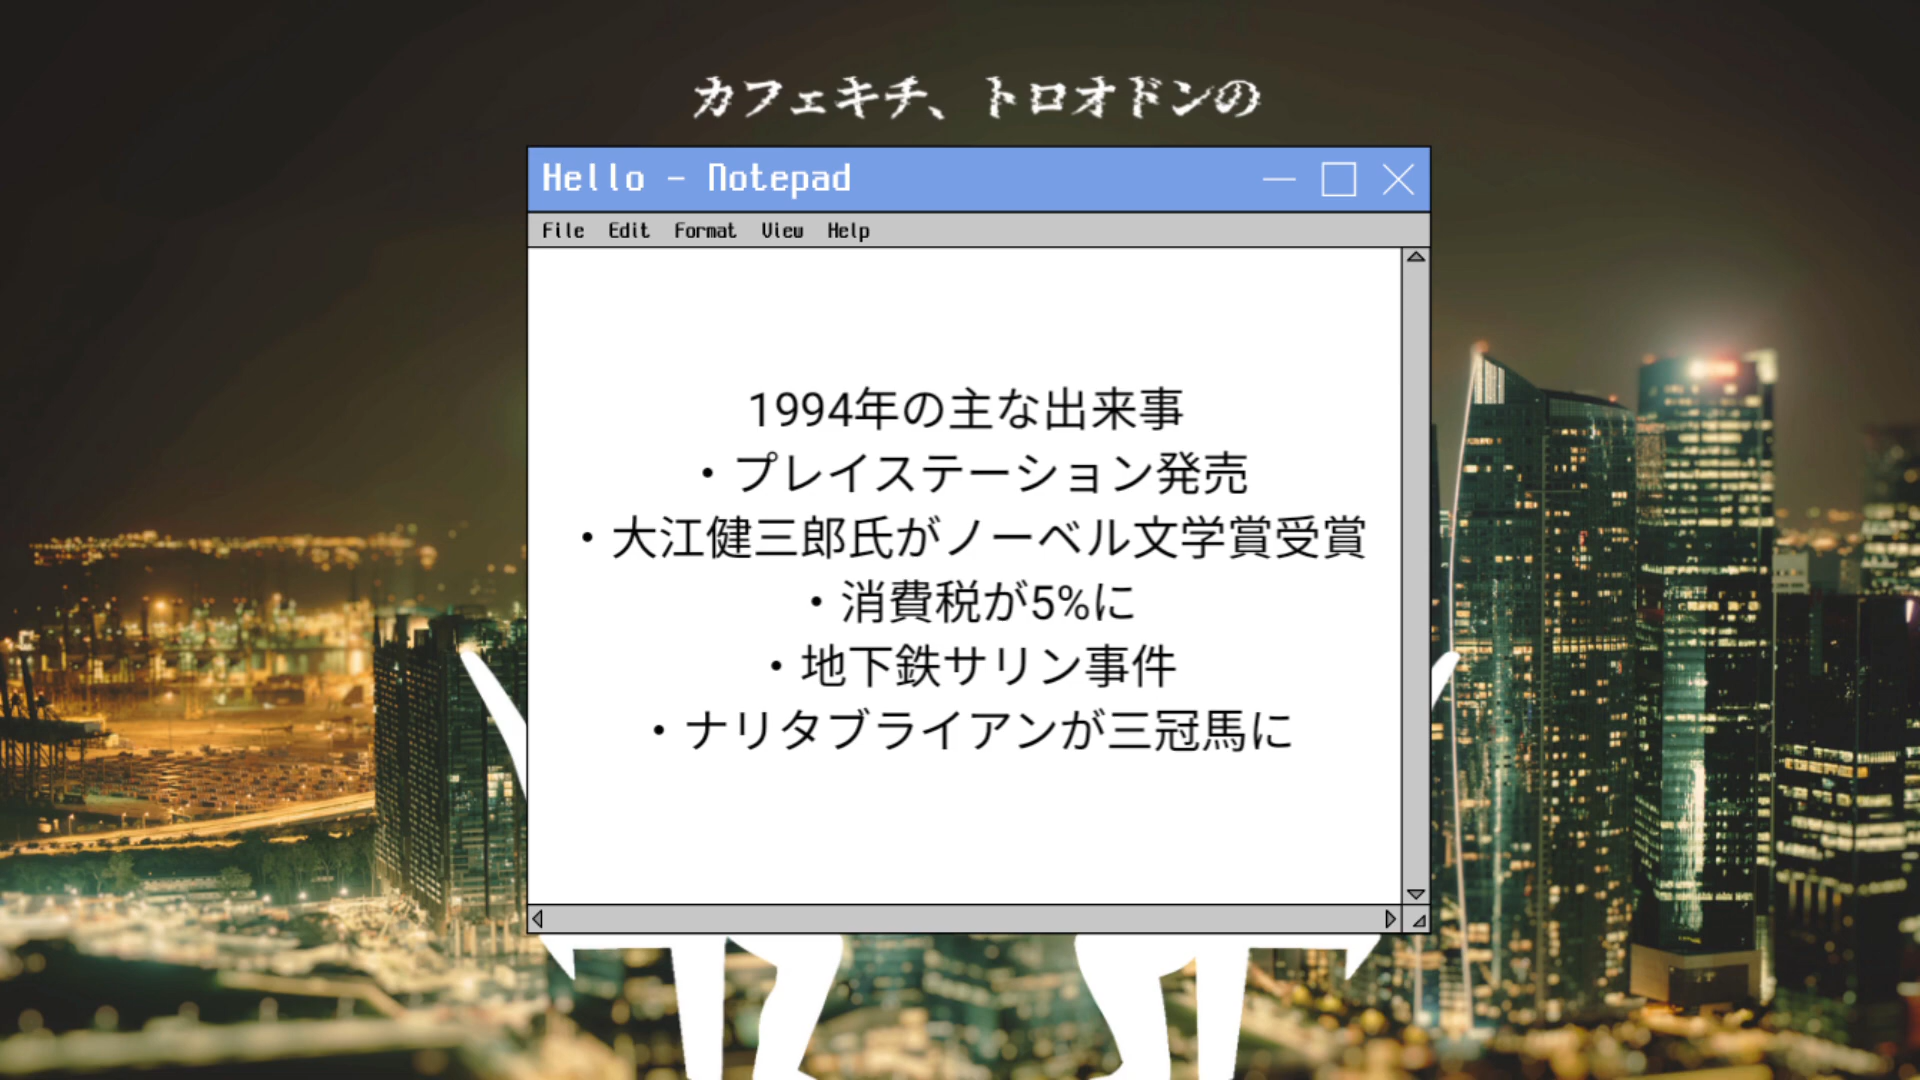 カフェキチ、トロオドンの
Hello - Notepad
File Edit Format View Help
1994年の主な出来事
・プレイステーション発売
・大江健三郎氏がノーベル文学賞受賞
・消費税が5%に
・地下鉄サリン事件
・ナリタブライアンが三冠馬に